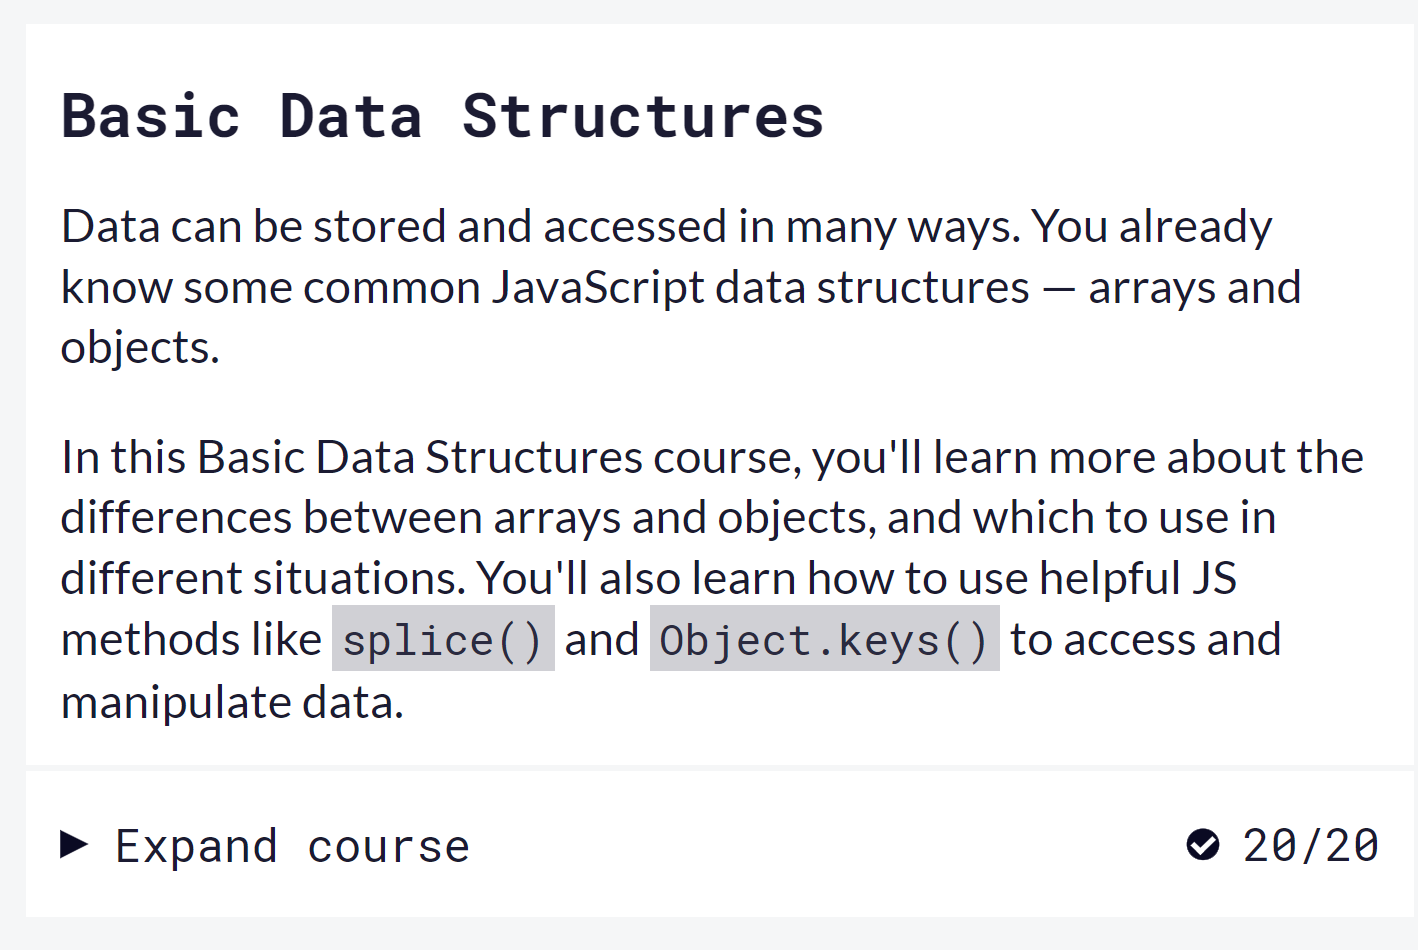 Basic Data Structures
Data can be stored and accessed in many ways. You already
know some common JavaScript data structures — arrays and
objects.
In this Basic Data Structures course, you'll learn more about the
differences between arrays and objects, and which to use in
different situations. You'll also learn how to use helpful JS
methods like splice() and Object.keys() to access and
manipulate data.
Expand course
20/20